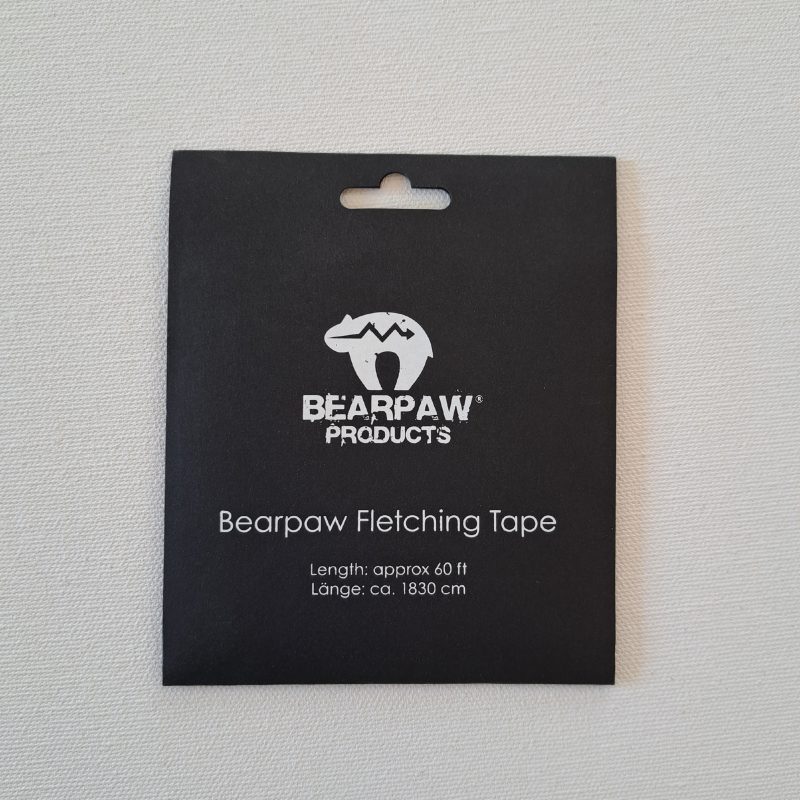 BEARPAW®
PRODUCTS
Bearpaw Fletching Tape
Length: approx 60 ft
Länge: ca. 1830 cm